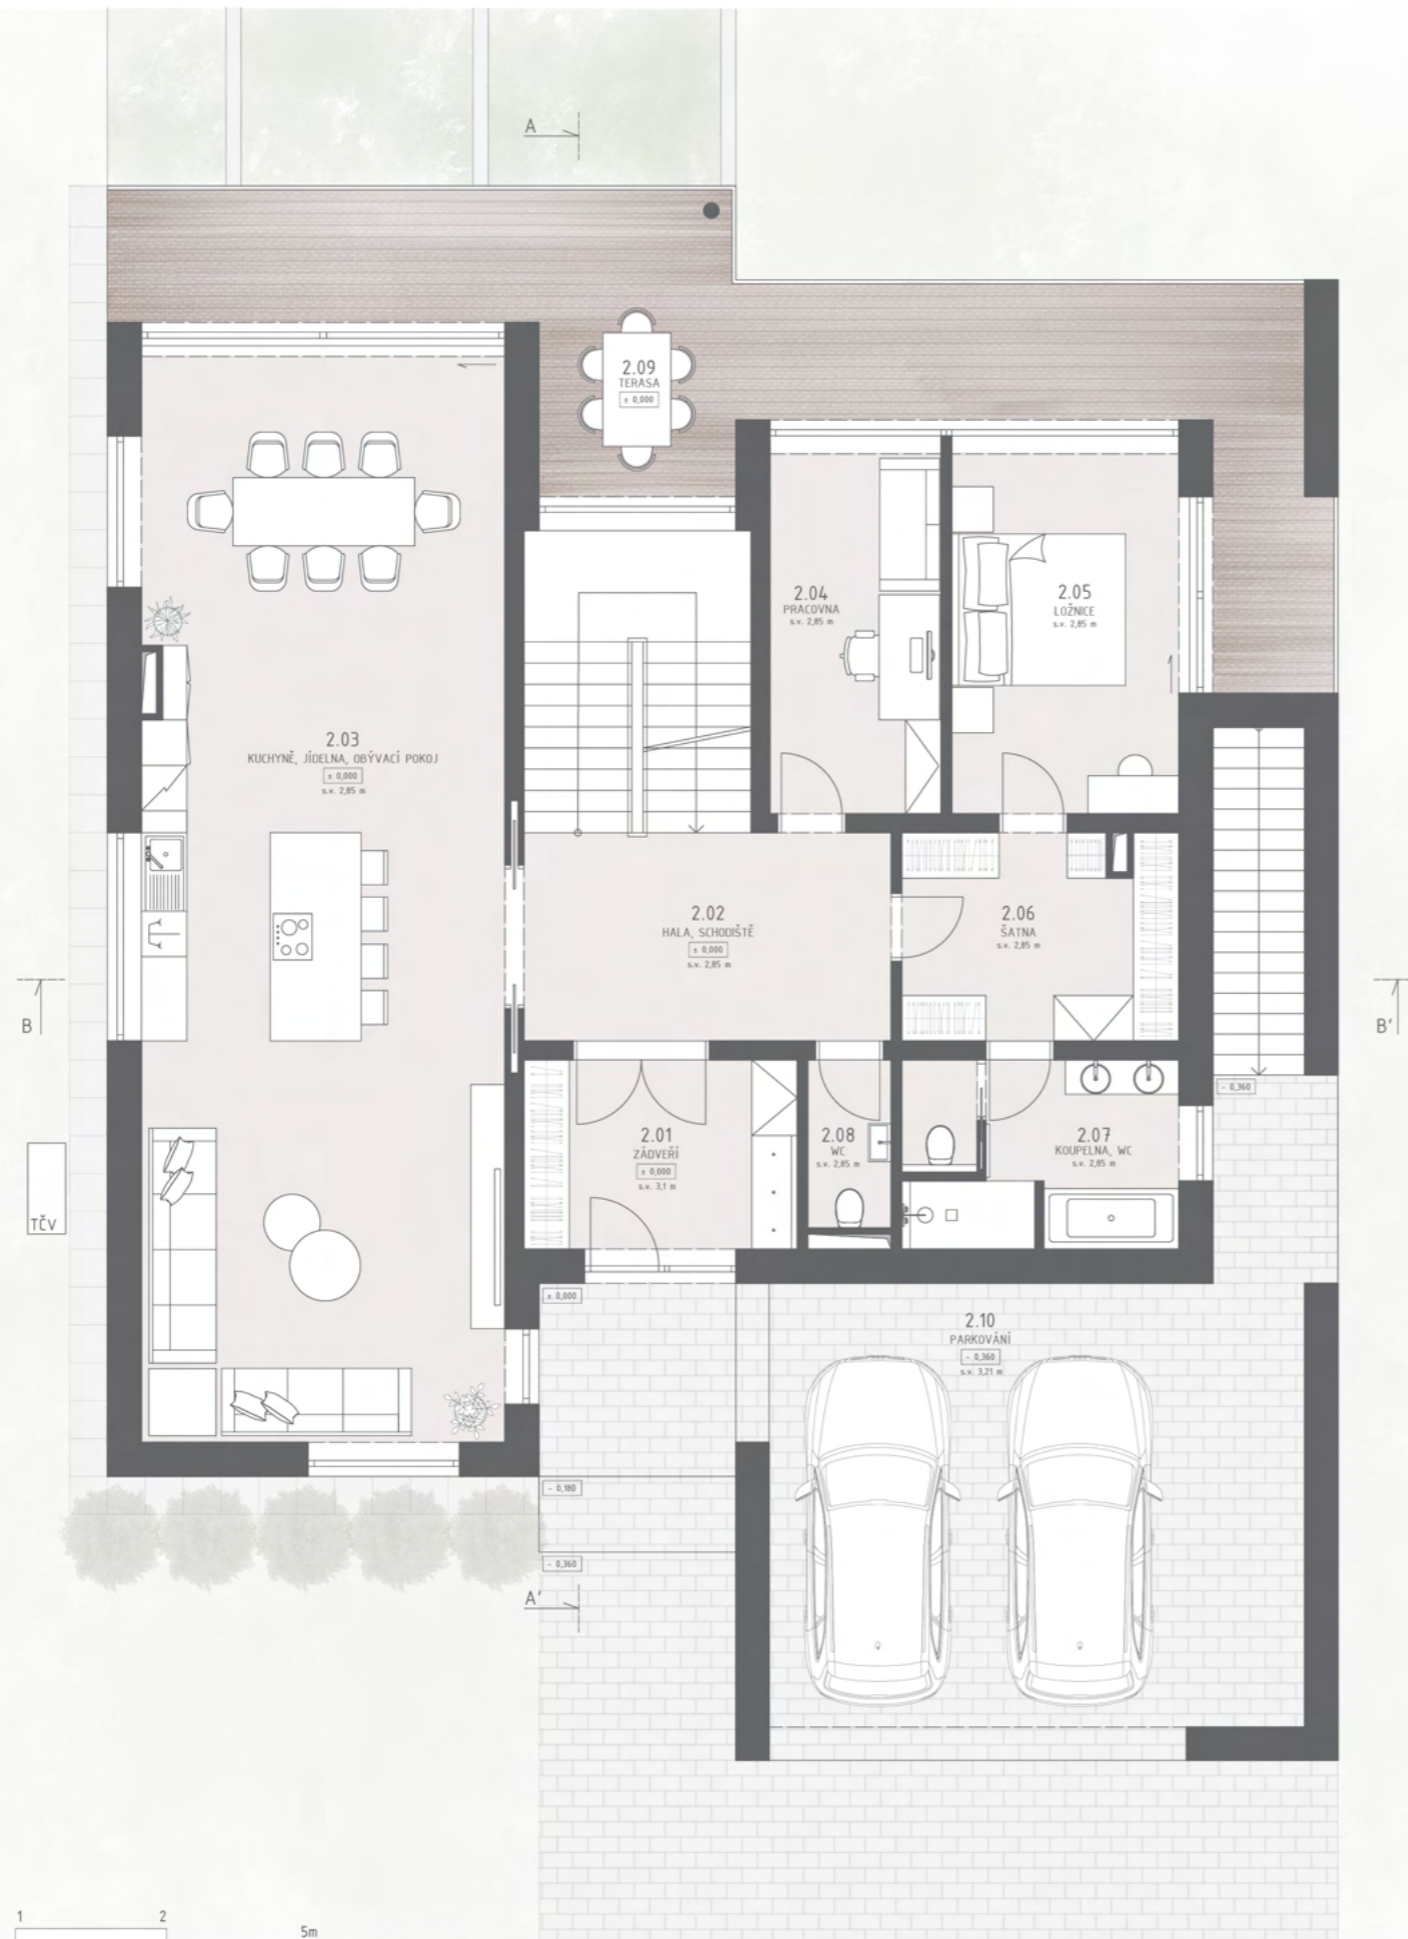 A
2.09
TERASA
± 0,000
2.04
PRACOVNA
s.v. 2,85 m
2.05
LOŽNICE
s.v. 2,85 m
2.03
KUCHYNĚ, JÍDELNA, OBÝVACÍ POKOJ
± 0,000
s.v. 2,85 m
2.02
HALA, SCHODIŠTĚ
± 0,000
s.v. 2,85 m
2.06
ŠATNA
s.v. 2,85 m
B
B'
- 0,360
2.01
ZÁDVEŘÍ
± 0,000
s.v. 3,1 m
2.08
WC
s.v. 2,85 m
2.07
KOUPELNA, WC
s.v. 2,85 m
TČV
± 0,000
2.10
PARKOVÁNÍ
- 0,360
s.v. 3,21 m
- 0,180
- 0,360
A'
1 2 5m